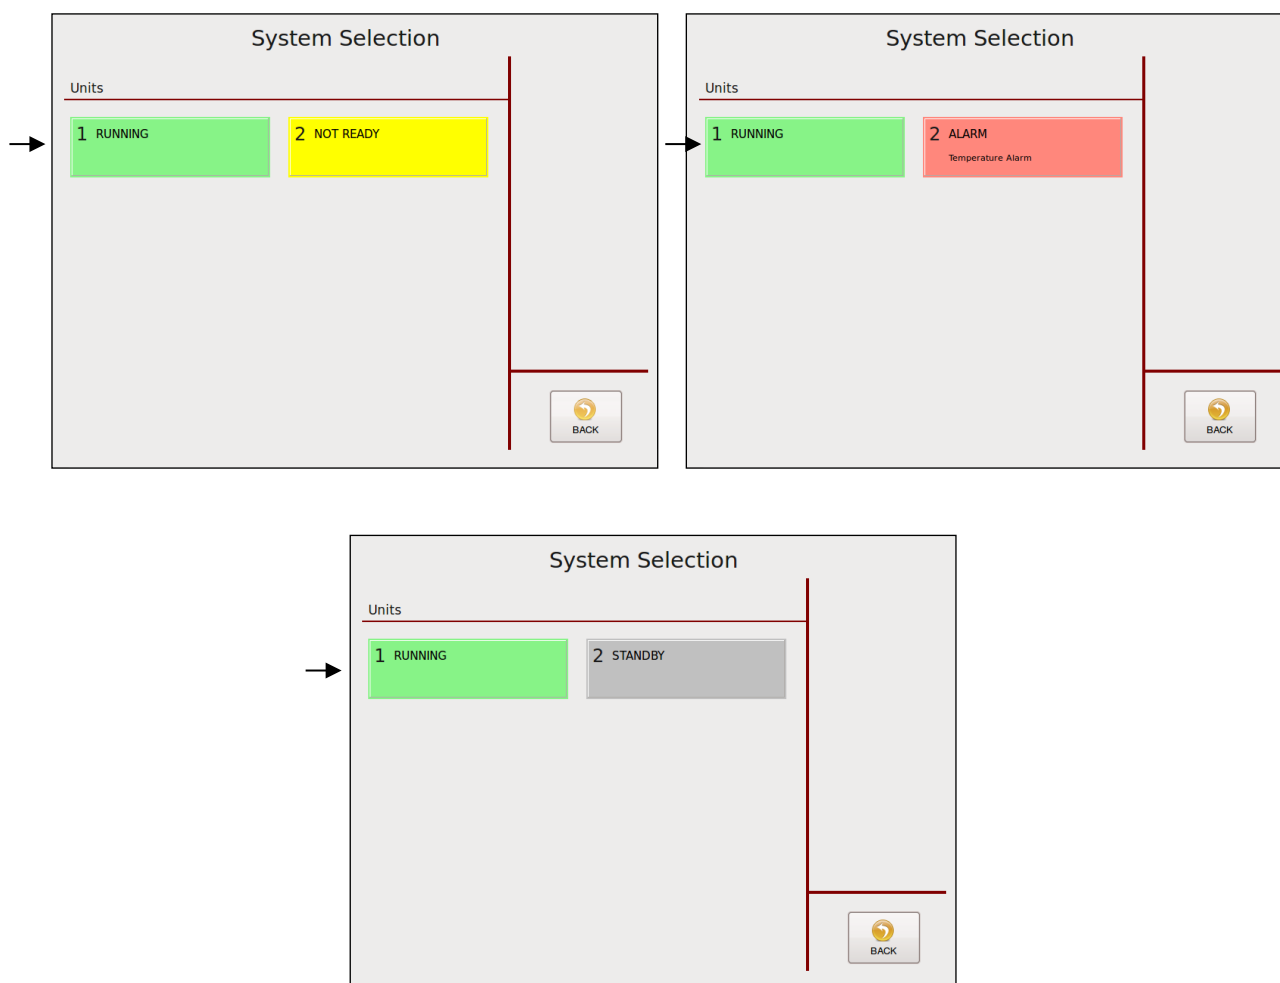 System Selection
Units
1 RUNNING
2 NOT READY
BACK
System Selection
Units
1 RUNNING
2 ALARM
Temperature Alarm
BACK
System Selection
Units
1 RUNNING
2 STANDBY
BACK